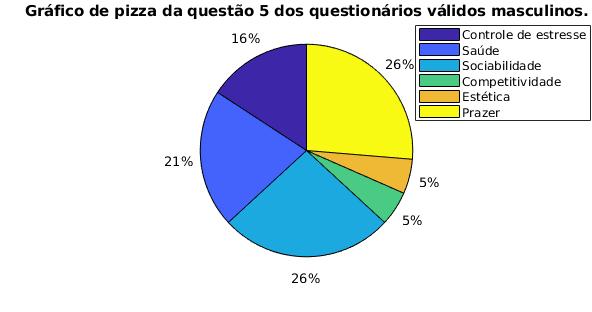 Gráfico de pizza da questão 5 dos questionários válidos masculinos.
16%
26%
21%
5%
5%
26%
Controle de estresse
Saúde
Sociabilidade
Competitividade
Estética
Prazer